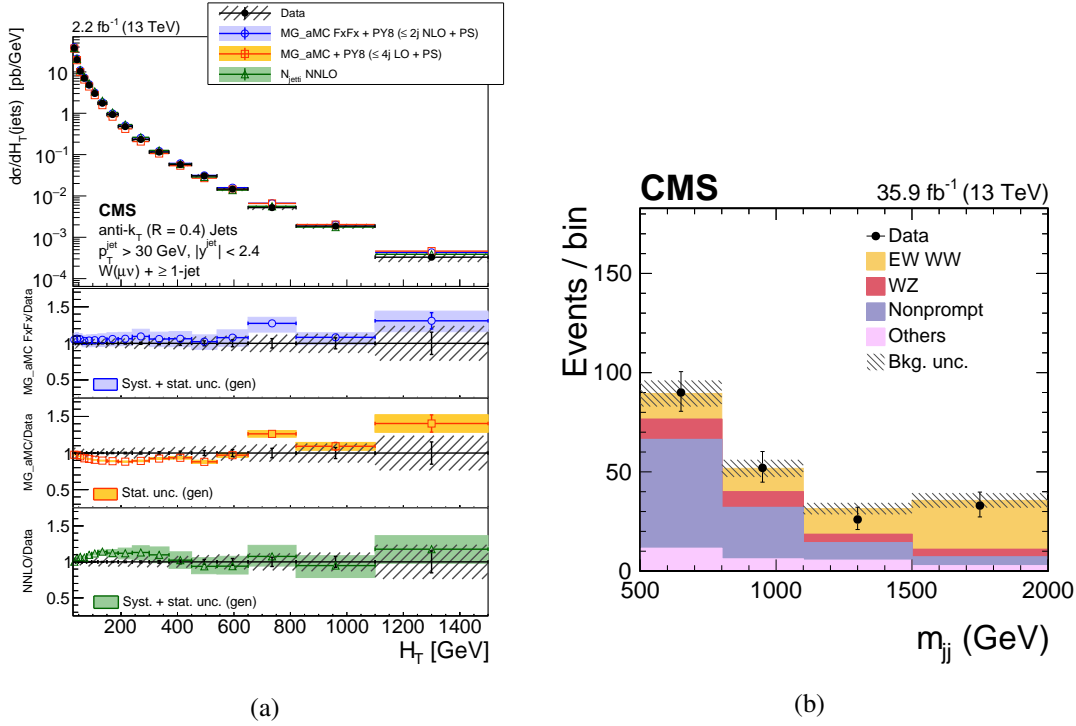 2.2 fb⁻¹ (13 TeV)
Data
MG_aMC FxFx + PY8 (≤ 2j NLO + PS)
MG_aMC + PY8 (≤ 4j LO + PS)
N_jetti NNLO
dσ/dH_T(jets) [pb/GeV]
10
1
10⁻¹
10⁻²
10⁻³
10⁻⁴
CMS
anti-k_T (R = 0.4) Jets
p_T^jet > 30 GeV, |y^jet| < 2.4
W(μν) + ≥ 1-jet
MG_aMC FxFx/Data
1.5
1
0.5
Syst. + stat. unc. (gen)
MG_aMC/Data
1.5
1
0.5
Stat. unc. (gen)
NNLO/Data
1.5
1
0.5
Syst. + stat. unc. (gen)
200 400 600 800 1000 1200 1400
H_T [GeV]
(a)
CMS 35.9 fb⁻¹ (13 TeV)
Events / bin
150
100
50
0
Data
EW WW
WZ
Nonprompt
Others
Bkg. unc.
500 1000 1500 2000
m_jj (GeV)
(b)